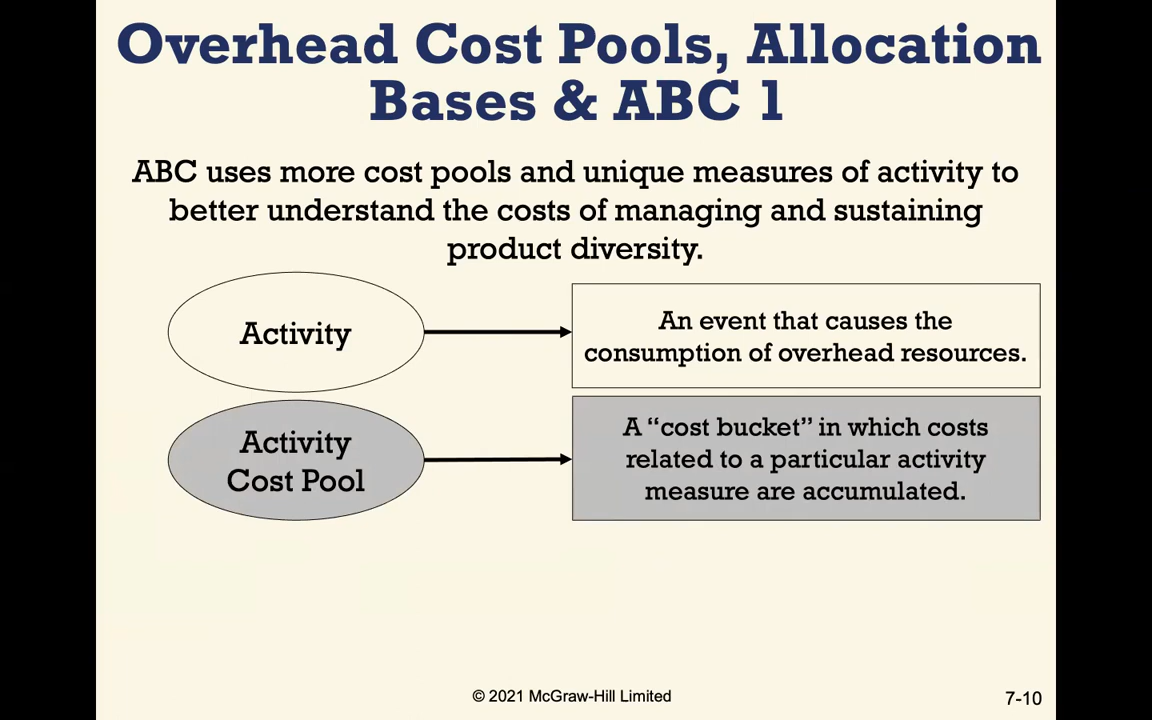 Overhead Cost Pools, Allocation
Bases & ABC 1
ABC uses more cost pools and unique measures of activity to
better understand the costs of managing and sustaining
product diversity.
Activity
An event that causes the
consumption of overhead resources.
Activity
Cost Pool
A “cost bucket” in which costs
related to a particular activity
measure are accumulated.
© 2021 McGraw-Hill Limited
7-10